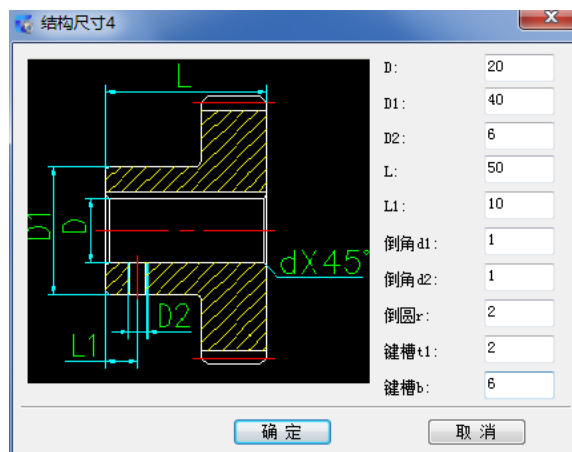 结构尺寸4
L
D1
D
dX45°
D2
L1
D: 20
D1: 40
D2: 6
L: 50
L1: 10
倒角d1: 1
倒角d2: 1
倒圆r: 2
键槽t1: 2
键槽b: 6
确 定
取 消